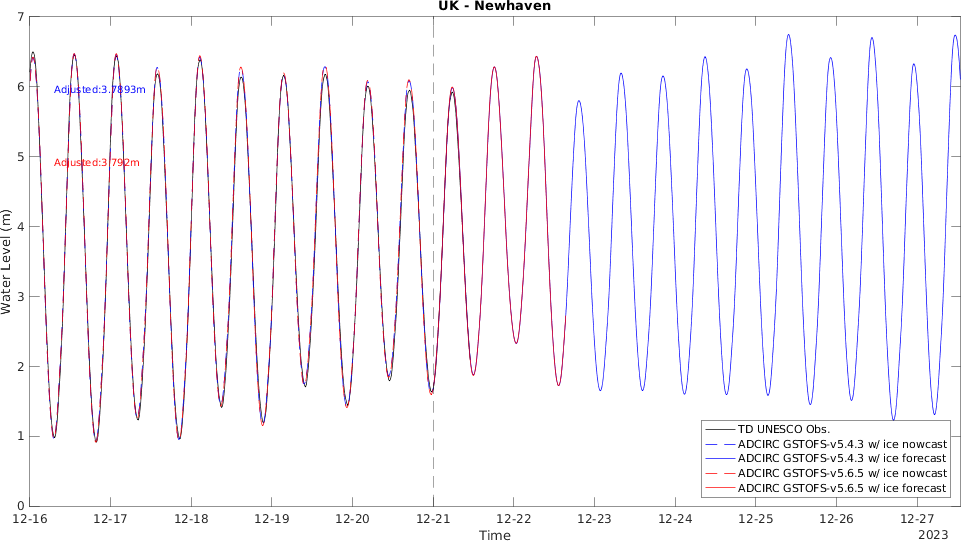 UK - Newhaven
7
6
5
4
3
2
1
0
Water Level (m)
Adjusted:3.7893m
Adjusted:3.792m
TD UNESCO Obs.
ADCIRC GSTOFS-v5.4.3 w/ ice nowcast
ADCIRC GSTOFS-v5.4.3 w/ ice forecast
ADCIRC GSTOFS-v5.6.5 w/ ice nowcast
ADCIRC GSTOFS-v5.6.5 w/ ice forecast
12-16 12-17 12-18 12-19 12-20 12-21 12-22 12-23 12-24 12-25 12-26 12-27
Time
2023